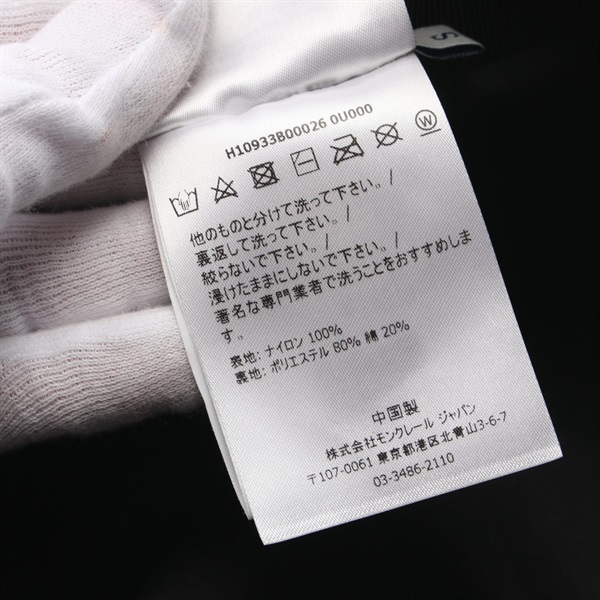 S
H10933B00026 0U000
W
他のものと分けて洗って下さい。/
裏返して洗って下さい。/
絞らないで下さい。/
浸けたままにしないで下さい。/
著名な専門業者で洗うことをおすすめしま
す。
表地: ナイロン 100%
裏地: ポリエステル 80% 綿 20%
中国製
株式会社モンクレール ジャパン
〒107-0061 東京都港区北青山3-6-7
03-3486-2110